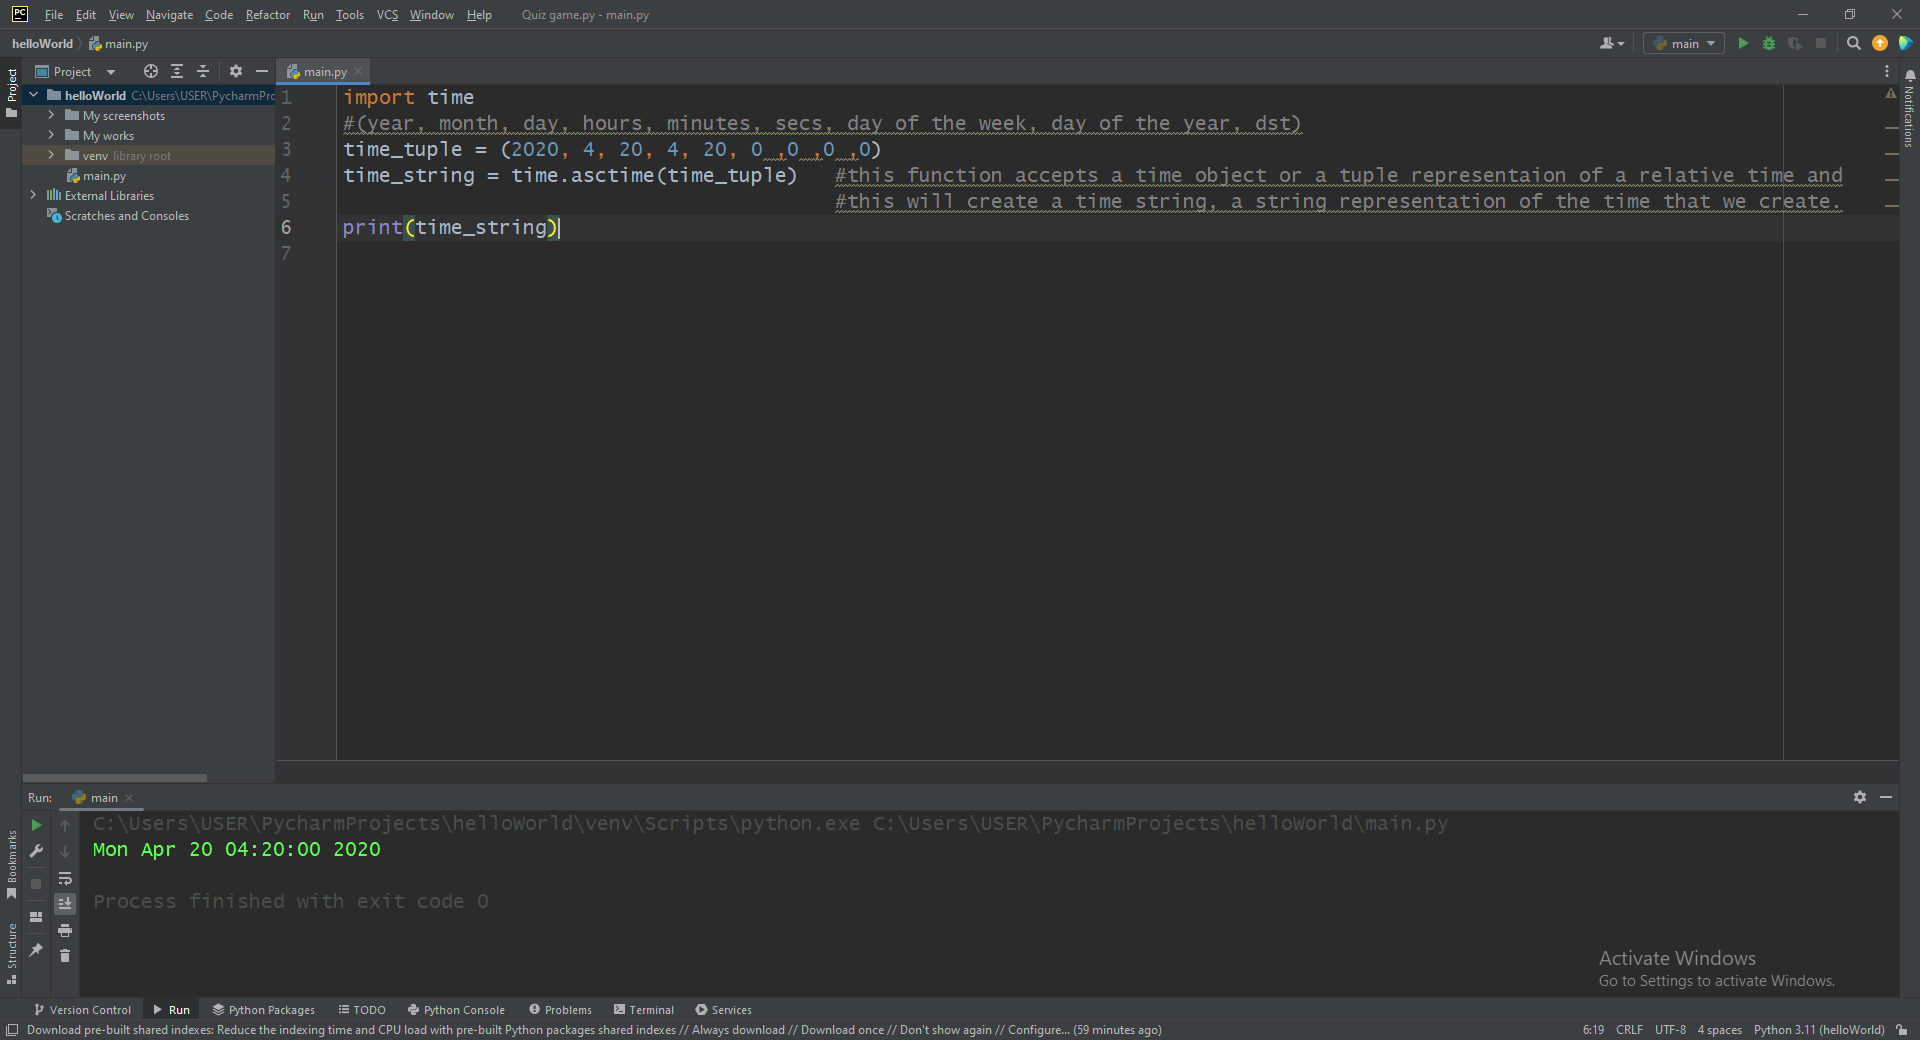 PC File Edit View Navigate Code Refactor Run Tools VCS Window Help Quiz game.py - main.py
helloWorld main.py main
Project main.py
Project
Notifications
helloWorld C:\Users\USER\PycharmPrc
My screenshots
My works
venv library root
main.py
External Libraries
Scratches and Consoles
1 import time
2 #(year, month, day, hours, minutes, secs, day of the week, day of the year, dst)
3 time_tuple = (2020, 4, 20, 4, 20, 0 ,0 ,0 ,0)
4 time_string = time.asctime(time_tuple) #this function accepts a time object or a tuple representaion of a relative time and
5 #this will create a time string, a string representation of the time that we create.
6 print(time_string)
7
Run: main
C:\Users\USER\PycharmProjects\helloWorld\venv\Scripts\python.exe C:\Users\USER\PycharmProjects\helloWorld\main.py
Mon Apr 20 04:20:00 2020
Process finished with exit code 0
Bookmarks
Structure
Activate Windows
Go to Settings to activate Windows.
Version Control Run Python Packages TODO Python Console Problems Terminal Services
Download pre-built shared indexes: Reduce the indexing time and CPU load with pre-built Python packages shared indexes // Always download // Download once // Don't show again // Configure... (59 minutes ago) 6:19 CRLF UTF-8 4 spaces Python 3.11 (helloWorld)